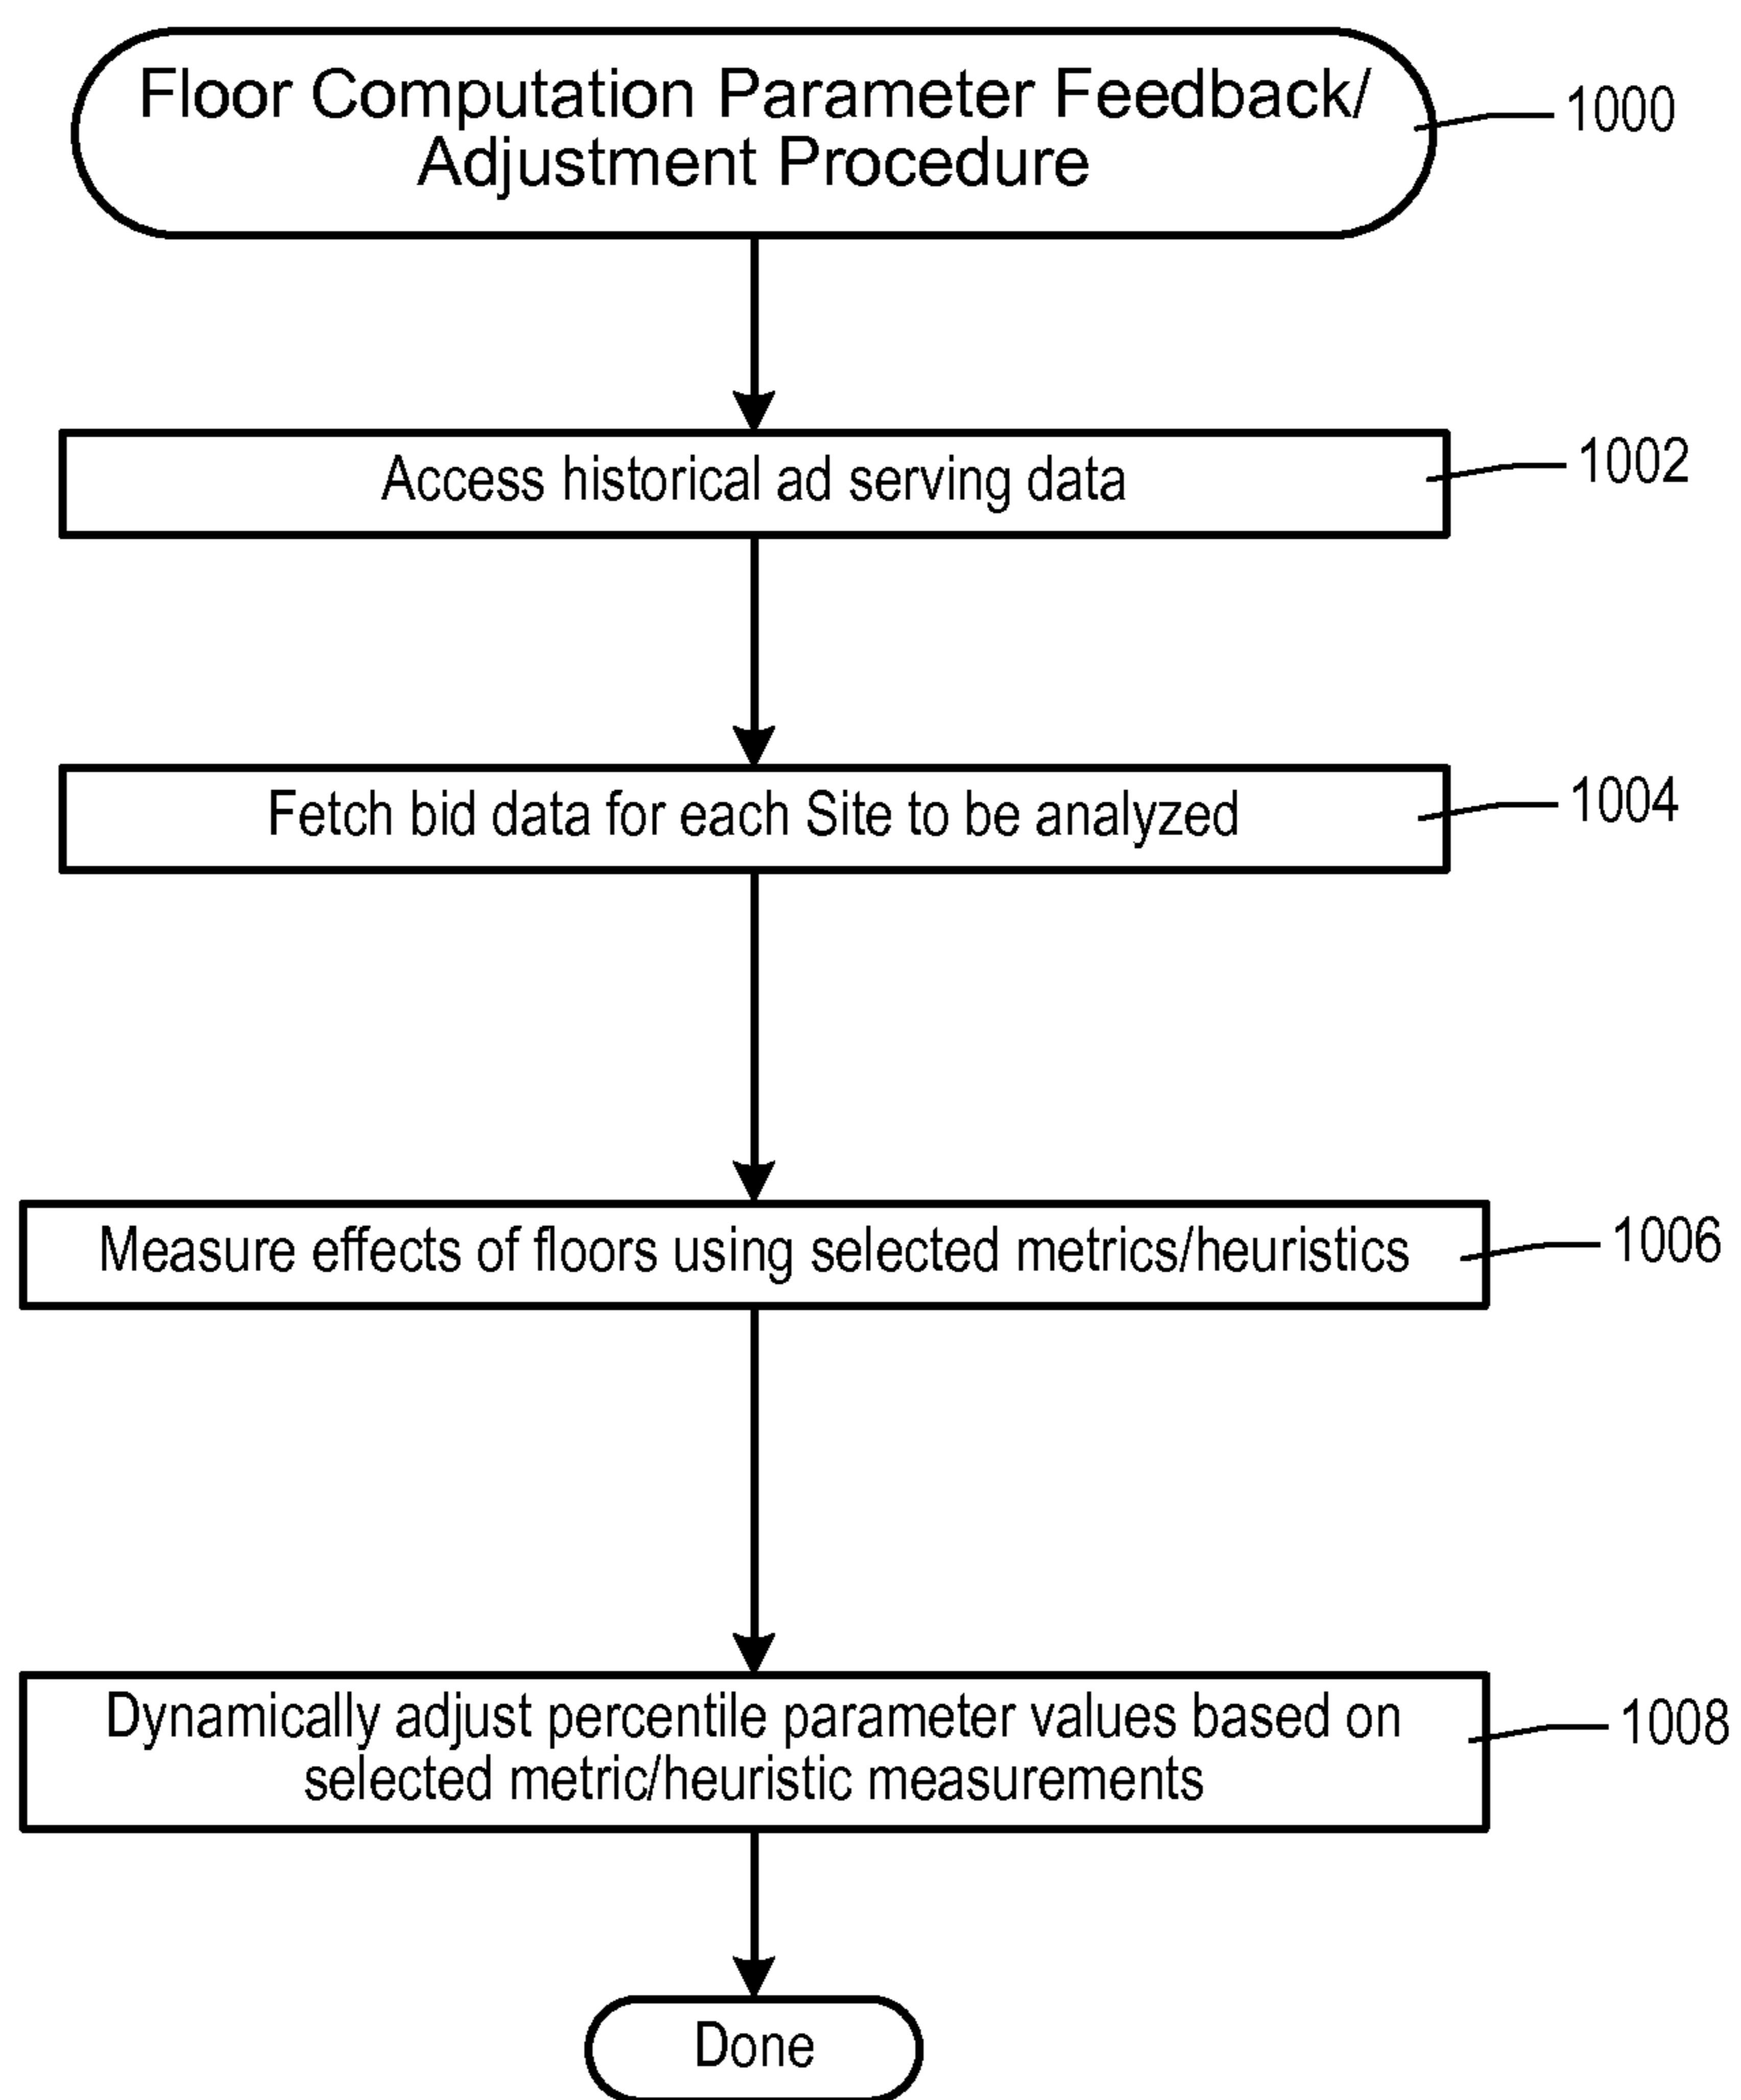 Floor Computation Parameter Feedback/
Adjustment Procedure
1000
Access historical ad serving data
1002
Fetch bid data for each Site to be analyzed
1004
Measure effects of floors using selected metrics/heuristics
1006
Dynamically adjust percentile parameter values based on
selected metric/heuristic measurements
1008
Done